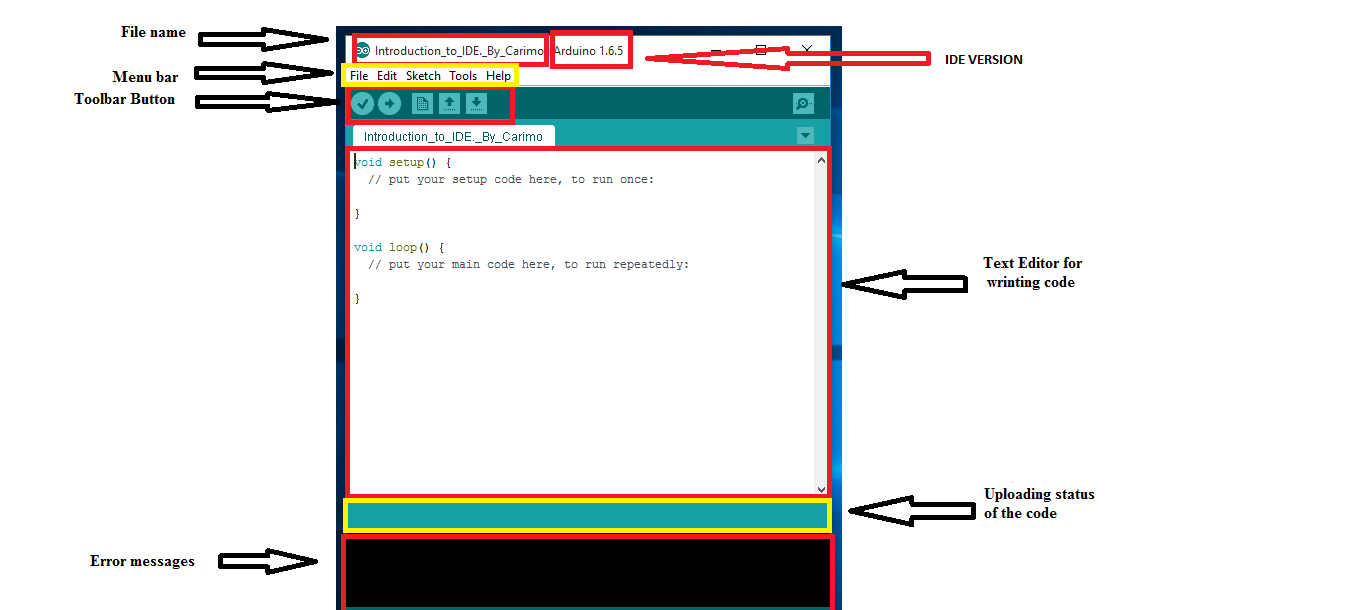 File name
Introduction_to_IDE._By_Carimo Arduino 1.6.5
IDE VERSION
Menu bar
File Edit Sketch Tools Help
Toolbar Button
Introduction_to_IDE._By_Carimo
void setup() {
// put your setup code here, to run once:
}
void loop() {
// put your main code here, to run repeatedly:
}
Text Editor for
wrinting code
Uploading status
of the code
Error messages